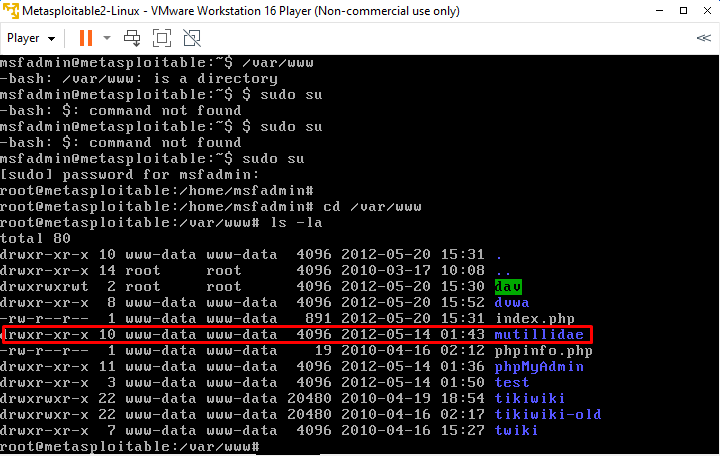 Metasploitable2-Linux - VMware Workstation 16 Player (Non-commercial use only)
Player
msfadmin@metasploitable:~$ /var/www
-bash: /var/www: is a directory
msfadmin@metasploitable:~$ $ sudo su
-bash: $: command not found
msfadmin@metasploitable:~$ $ sudo su
-bash: $: command not found
msfadmin@metasploitable:~$ sudo su
[sudo] password for msfadmin:
root@metasploitable:/home/msfadmin#
root@metasploitable:/home/msfadmin# cd /var/www
root@metasploitable:/var/www# ls -la
total 80
drwxr-xr-x 10 www-data www-data  4096 2012-05-20 15:31 .
drwxr-xr-x 14 root     root      4096 2010-03-17 10:08 ..
drwxrwxrwt  2 root     root      4096 2012-05-20 15:30 dav
drwxr-xr-x  8 www-data www-data  4096 2012-05-20 15:52 dvwa
-rw-r--r--  1 www-data www-data   891 2012-05-20 15:31 index.php
drwxr-xr-x 10 www-data www-data  4096 2012-05-14 01:43 mutillidae
-rw-r--r--  1 www-data www-data    19 2010-04-16 02:12 phpinfo.php
drwxr-xr-x 11 www-data www-data  4096 2012-05-14 01:36 phpMyAdmin
drwxr-xr-x  3 www-data www-data  4096 2012-05-14 01:50 test
drwxrwxr-x 22 www-data www-data 20480 2010-04-19 18:54 tikiwiki
drwxrwxr-x 22 www-data www-data 20480 2010-04-16 02:17 tikiwiki-old
drwxr-xr-x  7 www-data www-data  4096 2010-04-16 15:27 twiki
root@metasploitable:/var/www#